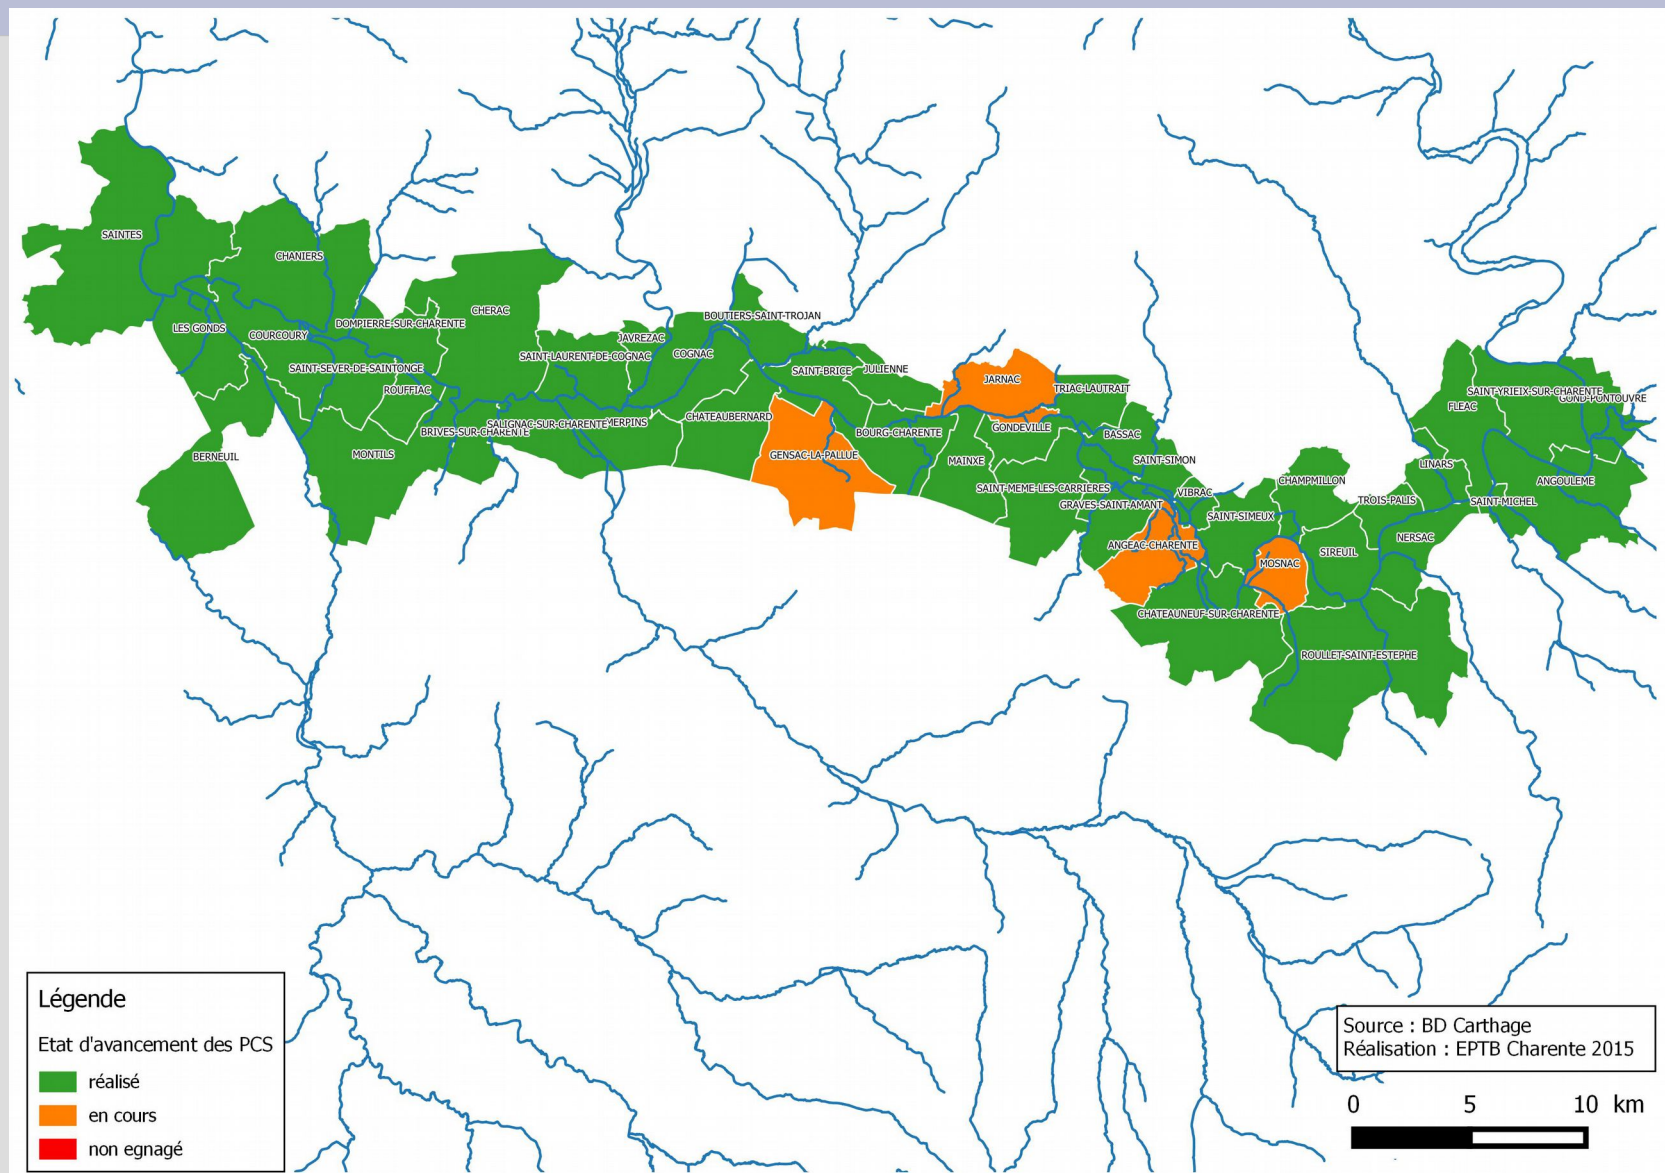 SAINTES
CHANIERS
LES GONDS
COURCOURY
DOMPIERRE-SUR-CHARENTE
CHERAC
SAINT-SEVER-DE-SAINTONGE
ROUFFIAC
BERNEUIL
MONTILS
BRIVES-SUR-CHARENTE
SALIGNAC-SUR-CHARENTE
MERPINS
SAINT-LAURENT-DE-COGNAC
JAVREZAC
COGNAC
BOUTIERS-SAINT-TROJAN
SAINT-BRICE
JULIENNE
CHATEAUBERNARD
GENSAC-LA-PALLUE
BOURG-CHARENTE
JARNAC
TRIAC-LAUTRAIT
GONDEVILLE
BASSAC
MAINXE
SAINT-SIMON
SAINT-MEME-LES-CARRIERES
VIBRAC
GRAVES-SAINT-AMANT
SAINT-SIMEUX
CHAMPMILLON
ANGEAC-CHARENTE
MOSNAC
SIREUIL
CHATEAUNEUF-SUR-CHARENTE
ROULLET-SAINT-ESTEPHE
TROIS-PALIS
NERSAC
LINARS
SAINT-MICHEL
FLEAC
SAINT-YRIEIX-SUR-CHARENTE
GOND-PONTOUVRE
ANGOULEME
Légende
Etat d'avancement des PCS
réalisé
en cours
non egnagé
Source : BD Carthage
Réalisation : EPTB Charente 2015
0 5 10 km